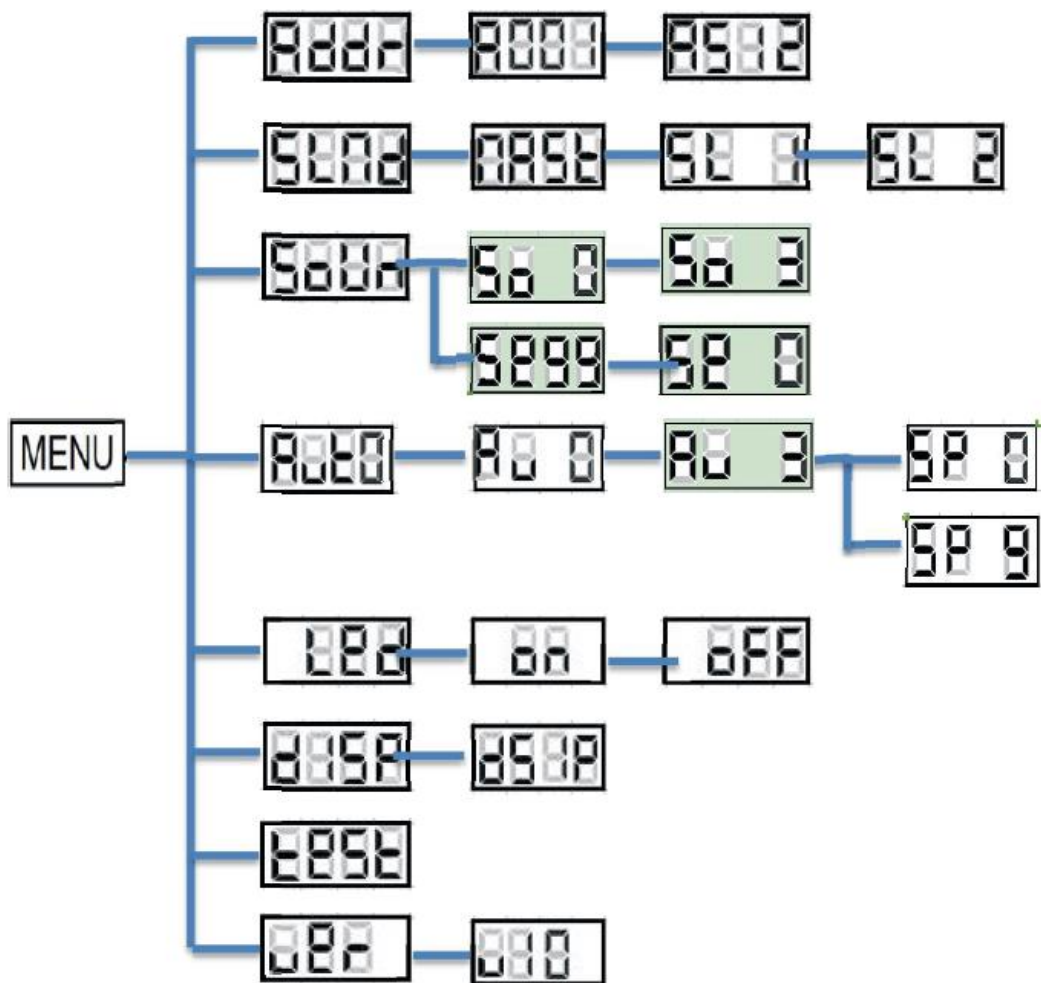 Addr A001 A512
SLNd MASt SL 1 SL 2
SoUn So 0 So 3
SP99 SP 0
MENU
AutO Au 0 Au 3 SP 0
SP 9
LEd on oFF
dISP dSIP
tESt
uEr u10